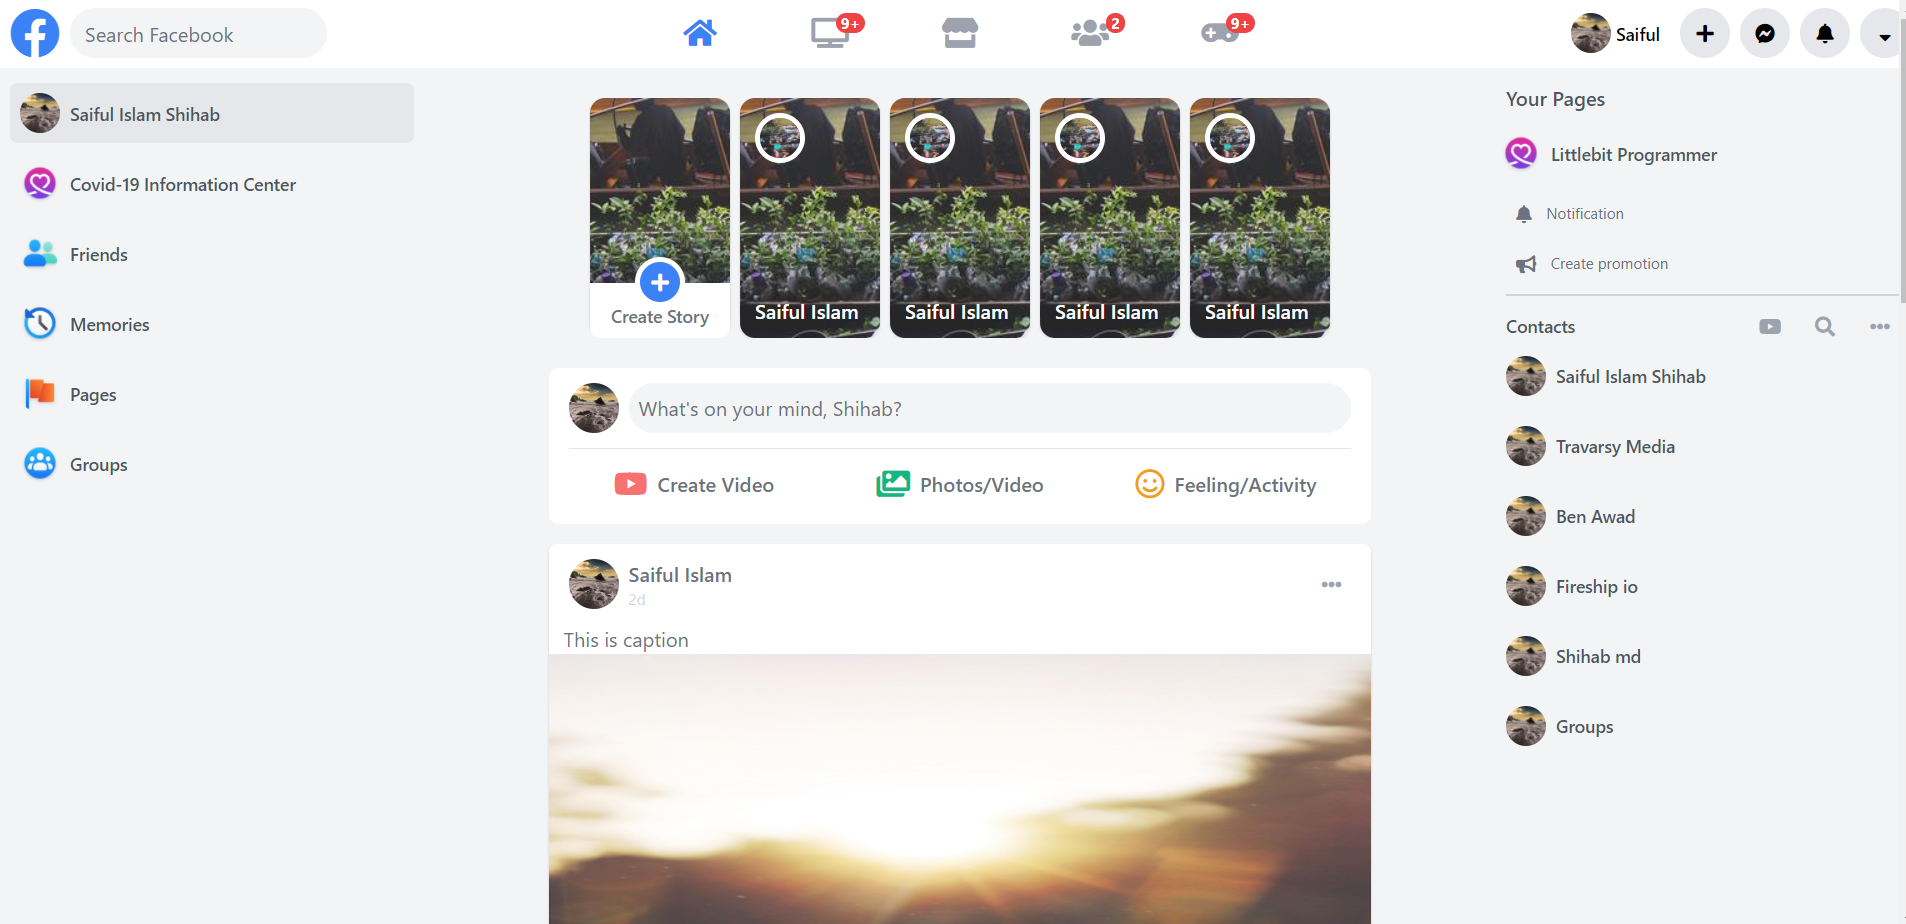 Search Facebook
9+
2
9+
Saiful
Saiful Islam Shihab
Covid-19 Information Center
Friends
Memories
Pages
Groups
Create Story
Saiful Islam
Saiful Islam
Saiful Islam
Saiful Islam
What's on your mind, Shihab?
Create Video
Photos/Video
Feeling/Activity
Saiful Islam
2d
This is caption
Your Pages
Littlebit Programmer
Notification
Create promotion
Contacts
Saiful Islam Shihab
Travarsy Media
Ben Awad
Fireship io
Shihab md
Groups